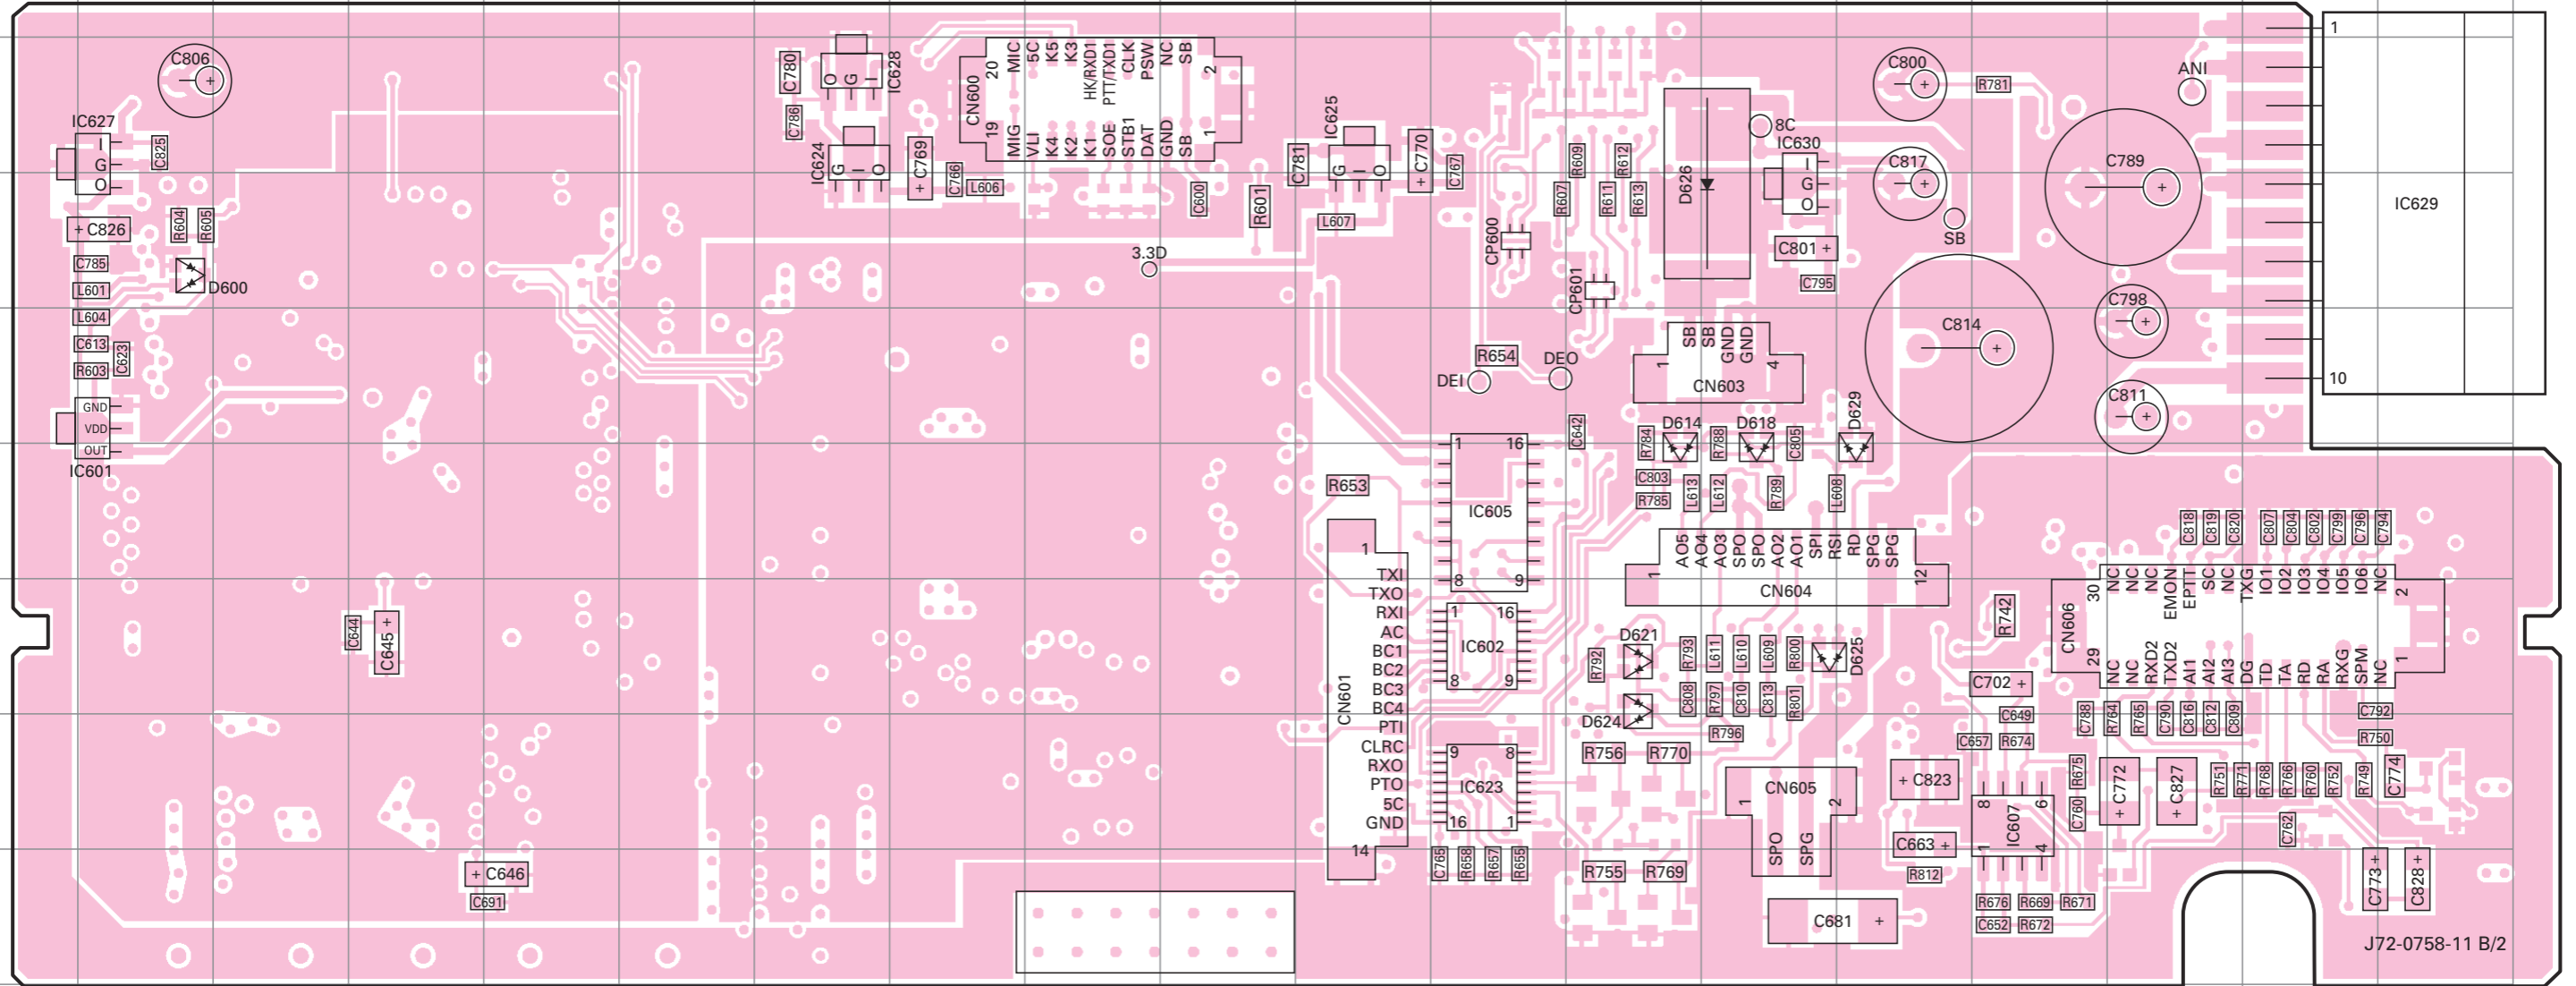 C806
IC627
I
G
O
C825
+ C826
R604
R605
C785
L601
D600
L604
C613
C623
R603
GND
VDD
OUT
IC601
C644
C645 +
+ C646
C691
C780
O G I
IC628
C786
IC624
G I O
C769 +
C766
L606
CN600
20
MIC
5C
K5
K3
HK/RXD1
PTT/TXD1
CLK
PSW
NC
SB
2
19
MIG
VLI
K4
K2
K1
SOE
STB1
DAT
GND
SB
1
C600
R601
3.3D
C781
IC625
G I O
C770 +
C767
L607
CP600
CP601
R607
R609
R611
R612
R613
D626
8C
IC630
I
G
O
C801 +
C795
C800
+
R781
C817
+
SB
C789
+
ANI
C814
+
C798
+
C811
+
1
10
IC629
DEI
R654
DEO
SB
SB
GND
GND
1
4
CN603
C642
R784
D614
R788
D618
C805
D629
C803
R785
L613
L612
R789
L608
1
16
IC605
8
9
R653
1
TXI
TXO
RXI
AC
BC1
BC2
BC3
BC4
PTI
CLRC
RXO
PTO
5C
GND
14
CN601
1
16
IC602
8
9
9
8
IC623
16
1
C765
R658
R657
R655
AO5
AO4
AO3
SPO
SPO
AO2
AO1
SPI
RSI
RD
SPG
SPG
1
12
CN604
D621
R792
R793
L611
L610
L609
R800
D625
D624
C808
R797
C810
C813
R801
R796
R756
R770
R755
R769
CN605
1
2
SPO
SPG
C681 +
R742
C702 +
C649
C657
R674
+ C823
C663 +
R812
8
6
IC607
1
4
R675
C760
R676
R669
R671
C652
R672
C818
C819
C820
C807
C804
C802
C799
C796
C794
CN606
30
NC
NC
NC
EMON
EPTT
SC
NC
TXG
IO1
IO2
IO3
IO4
IO5
IO6
NC
2
29
NC
NC
RXD2
TXD2
AI1
AI2
AI3
DG
TD
TA
RD
RA
RXG
SPM
NC
1
C788
R764
R765
C790
C816
C812
C809
C792
R750
+ C772
+ C827
R751
R771
R768
R766
R760
R752
R749
C774
C762
C773 +
C828 +
J72-0758-11 B/2